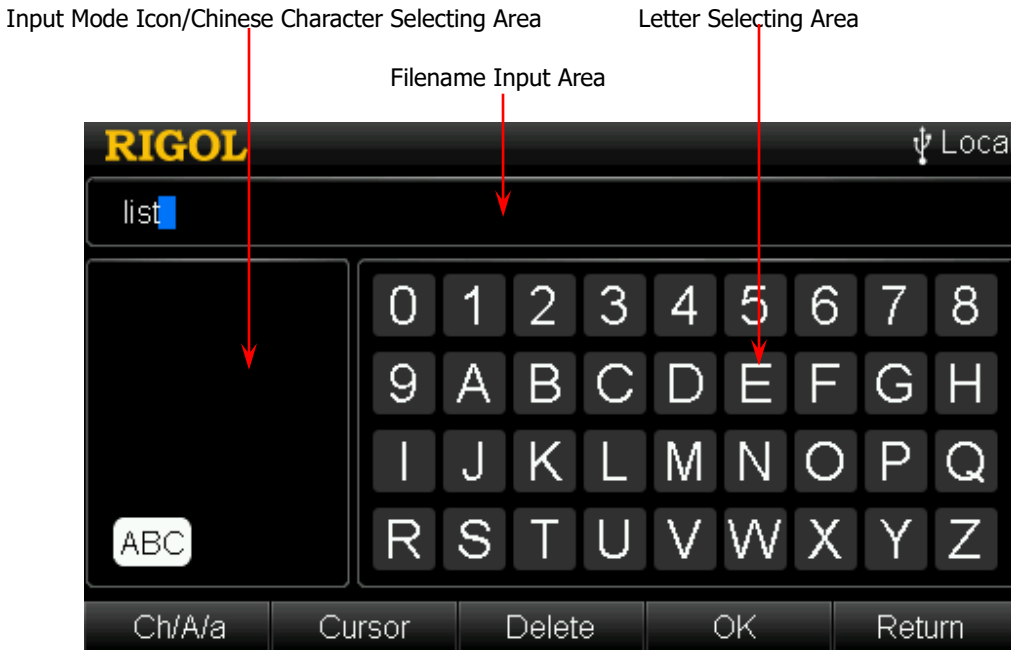 Input Mode Icon/Chinese Character Selecting Area Letter Selecting Area
Filename Input Area
RIGOL Loca
list
0 1 2 3 4 5 6 7 8
9 A B C D E F G H
I J K L M N O P Q
ABC R S T U V W X Y Z
Ch/A/a Cursor Delete OK Return